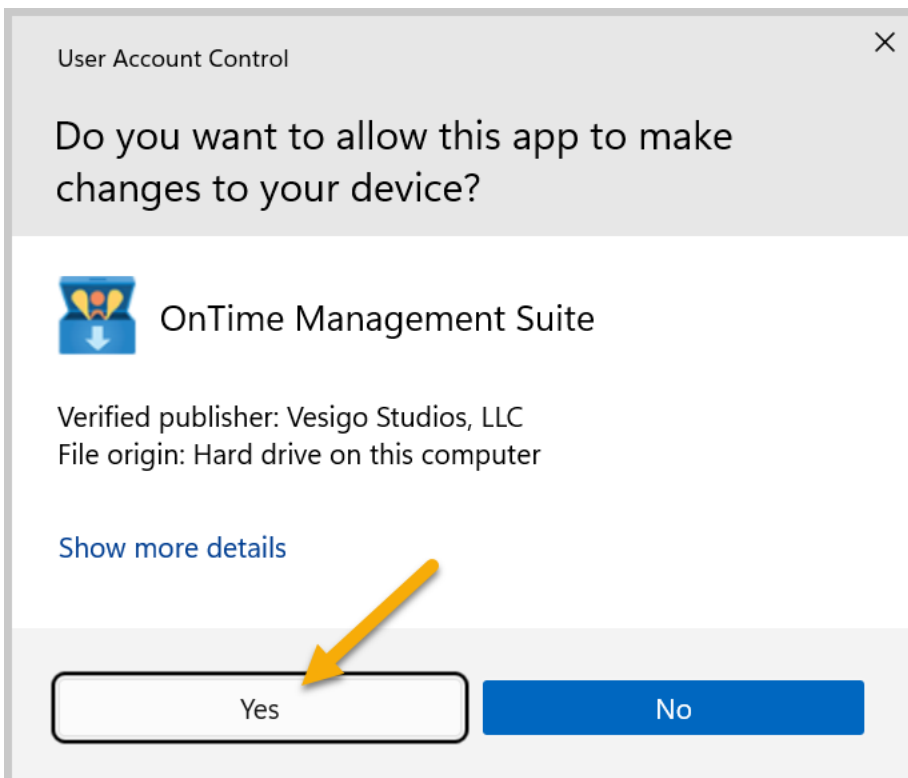 User Account Control
Do you want to allow this app to make
changes to your device?
OnTime Management Suite
Verified publisher: Vesigo Studios, LLC
File origin: Hard drive on this computer
Show more details
Yes
No